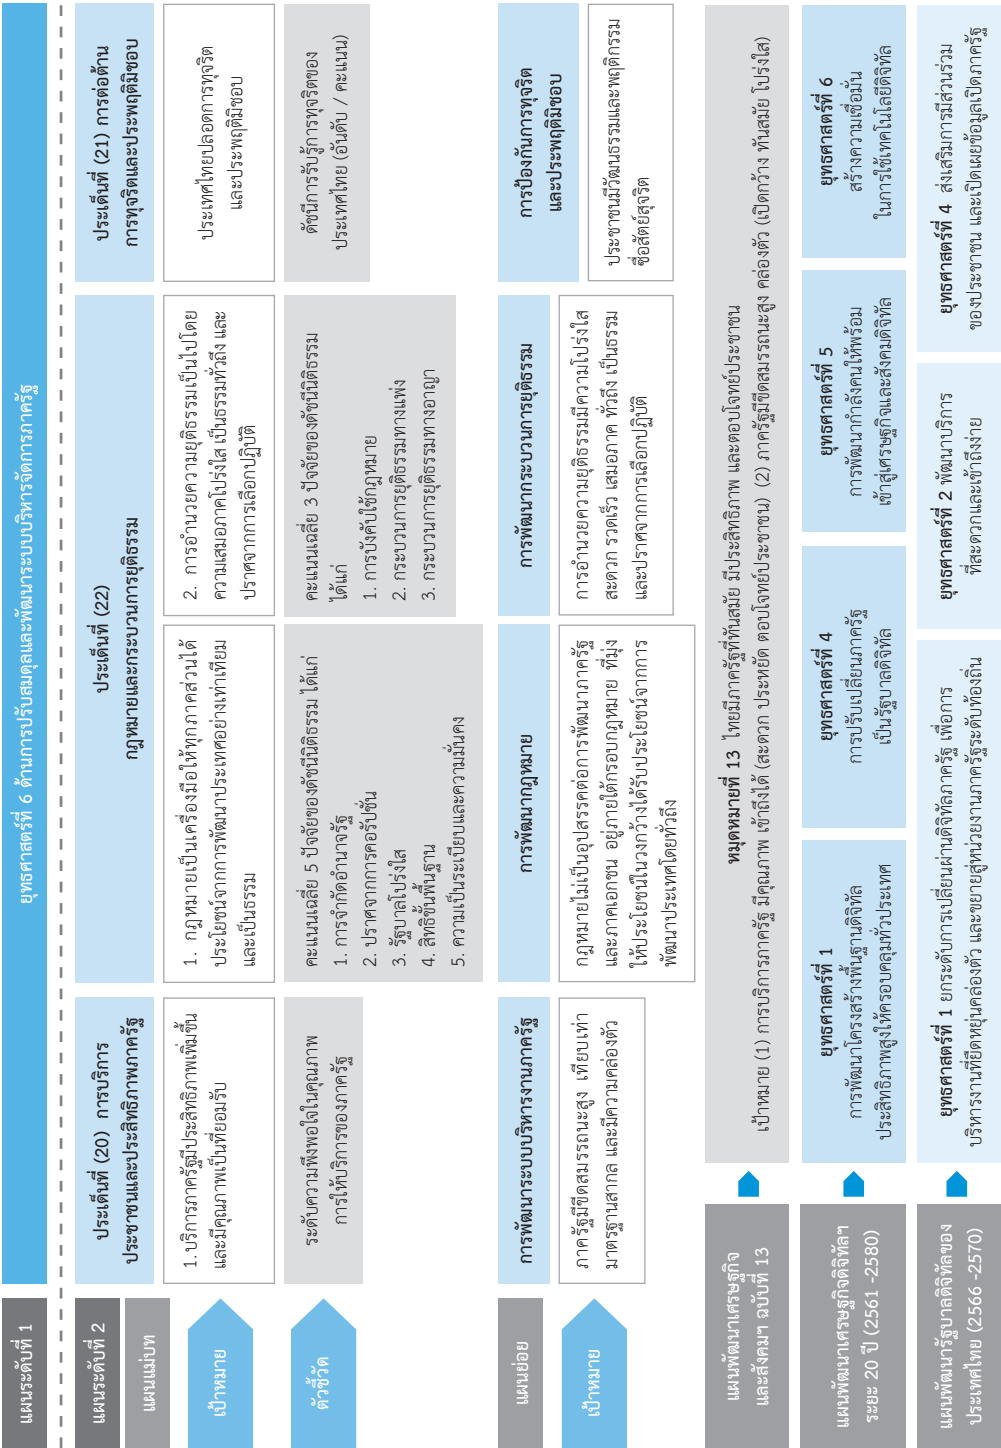 แผนระดับที่ 1
ยุทธศาสตร์ที่ 6 ด้านการปรับสมดุลและพัฒนาระบบบริหารจัดการภาครัฐ
แผนระดับที่ 2
แผนแม่บท
ประเด็นที่ (20) การบริการ
ประชาชนและประสิทธิภาพภาครัฐ
ประเด็นที่ (22)
กฎหมายและกระบวนการยุติธรรม
ประเด็นที่ (21) การต่อต้าน
การทุจริตและประพฤติมิชอบ
เป้าหมาย
1. บริการภาครัฐมีประสิทธิภาพเพิ่มขึ้น
และมีคุณภาพเป็นที่ยอมรับ
1. กฎหมายเป็นเครื่องมือให้ทุกภาคส่วนได้
ประโยชน์จากการพัฒนาประเทศอย่างเท่าเทียม
และเป็นธรรม
2. การอำนวยความยุติธรรมเป็นไปโดย
ความเสมอภาคโปร่งใส เป็นธรรมทั่วถึง และ
ปราศจากการเลือกปฏิบัติ
ประเทศไทยปลอดการทุจริต
และประพฤติมิชอบ
ตัวชี้วัด
ระดับความพึงพอใจในคุณภาพ
การให้บริการของภาครัฐ
คะแนนเฉลี่ย 5 ปัจจัยของดัชนีนิติธรรม ได้แก่
1. การจำกัดอำนาจรัฐ
2. ปราศจากการคอรัปชั่น
3. รัฐบาลโปร่งใส
4. สิทธิขั้นพื้นฐาน
5. ความเป็นระเบียบและความมั่นคง
คะแนนเฉลี่ย 3 ปัจจัยของดัชนีนิติธรรม
ได้แก่
1. การบังคับใช้กฎหมาย
2. กระบวนการยุติธรรมทางแพ่ง
3. กระบวนการยุติธรรมทางอาญา
ดัชนีการรับรู้การทุจริตของ
ประเทศไทย (อันดับ / คะแนน)
แผนย่อย
การพัฒนาระบบบริหารงานภาครัฐ
การพัฒนากฎหมาย
การพัฒนากระบวนการยุติธรรม
การป้องกันการทุจริต
และประพฤติมิชอบ
เป้าหมาย
ภาครัฐมีขีดสมรรถนะสูง เทียบเท่า
มาตรฐานสากล และมีความคล่องตัว
กฎหมายไม่เป็นอุปสรรคต่อการพัฒนาภาครัฐ
และภาคเอกชน อยู่ภายใต้กรอบกฎหมาย ที่มุ่ง
ให้ประโยชน์ในวงกว้างได้รับประโยชน์จากการ
พัฒนาประเทศโดยทั่วถึง
การอำนวยความยุติธรรมมีความโปร่งใส
สะดวก รวดเร็ว เสมอภาค ทั่วถึง เป็นธรรม
และปราศจากการเลือกปฏิบัติ
ประชาชนมีวัฒนธรรมและพฤติกรรม
ซื่อสัตย์สุจริต
แผนพัฒนาเศรษฐกิจ
และสังคมฯ ฉบับที่ 13
หมุดหมายที่ 13 ไทยมีภาครัฐที่ทันสมัย มีประสิทธิภาพ และตอบโจทย์ประชาชน
เป้าหมาย (1) การบริการภาครัฐ มีคุณภาพ เข้าถึงได้ (สะดวก ประหยัด ตอบโจทย์ประชาชน) (2) ภาครัฐมีขีดสมรรถนะสูง คล่องตัว (เปิดกว้าง ทันสมัย โปร่งใส)
แผนพัฒนาเศรษฐกิจดิจิทัลฯ
ระยะ 20 ปี (2561 -2580)
ยุทธศาสตร์ที่ 1
การพัฒนาโครงสร้างพื้นฐานดิจิทัล
ประสิทธิภาพสูงให้ครอบคลุมทั่วประเทศ
ยุทธศาสตร์ที่ 4
การปรับเปลี่ยนภาครัฐ
เป็นรัฐบาลดิจิทัล
ยุทธศาสตร์ที่ 5
การพัฒนากำลังคนให้พร้อม
เข้าสู่เศรษฐกิจและสังคมดิจิทัล
ยุทธศาสตร์ที่ 6
สร้างความเชื่อมั่น
ในการใช้เทคโนโลยีดิจิทัล
แผนพัฒนารัฐบาลดิจิทัลของ
ประเทศไทย (2566 -2570)
ยุทธศาสตร์ที่ 1 ยกระดับการเปลี่ยนผ่านดิจิทัลภาครัฐ เพื่อการ
บริหารงานที่ยืดหยุ่นคล่องตัว และขยายสู่หน่วยงานภาครัฐระดับท้องถิ่น
ยุทธศาสตร์ที่ 2 พัฒนาบริการ
ที่สะดวกและเข้าถึงง่าย
ยุทธศาสตร์ที่ 4 ส่งเสริมการมีส่วนร่วม
ของประชาชน และเปิดเผยข้อมูลเปิดภาครัฐ